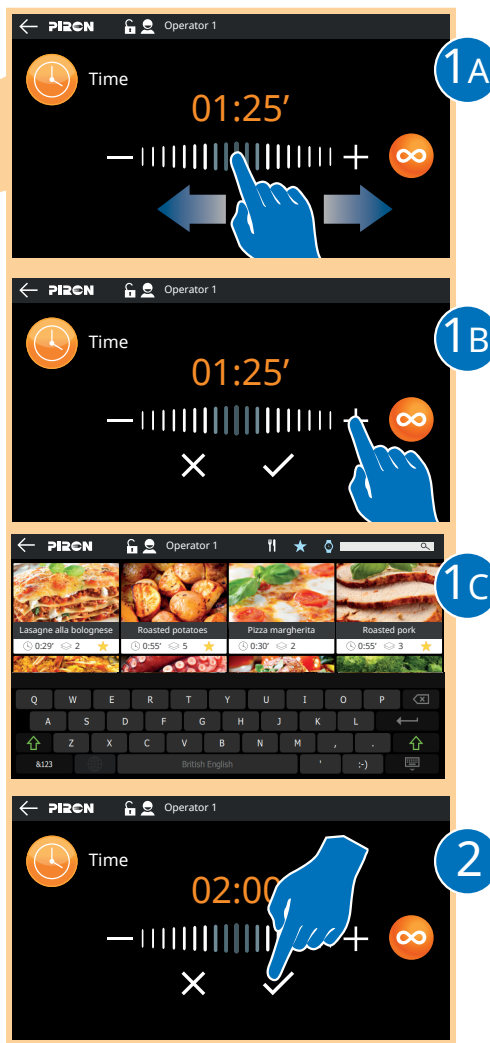 PIRON Operator 1
1A
Time
01:25’
PIRON Operator 1
1B
Time
01:25’
PIRON Operator 1
1C
Lasagne alla bolognese Roasted potatoes Pizza margherita Roasted pork
0:29’ 2 0:55’ 5 0:30’ 2 0:55’ 3
Q W E R T Y U I O P
A S D F G H J K L
Z X C V B N M , .
&123 British English ' :-)
PIRON Operator 1
2
Time
02:00